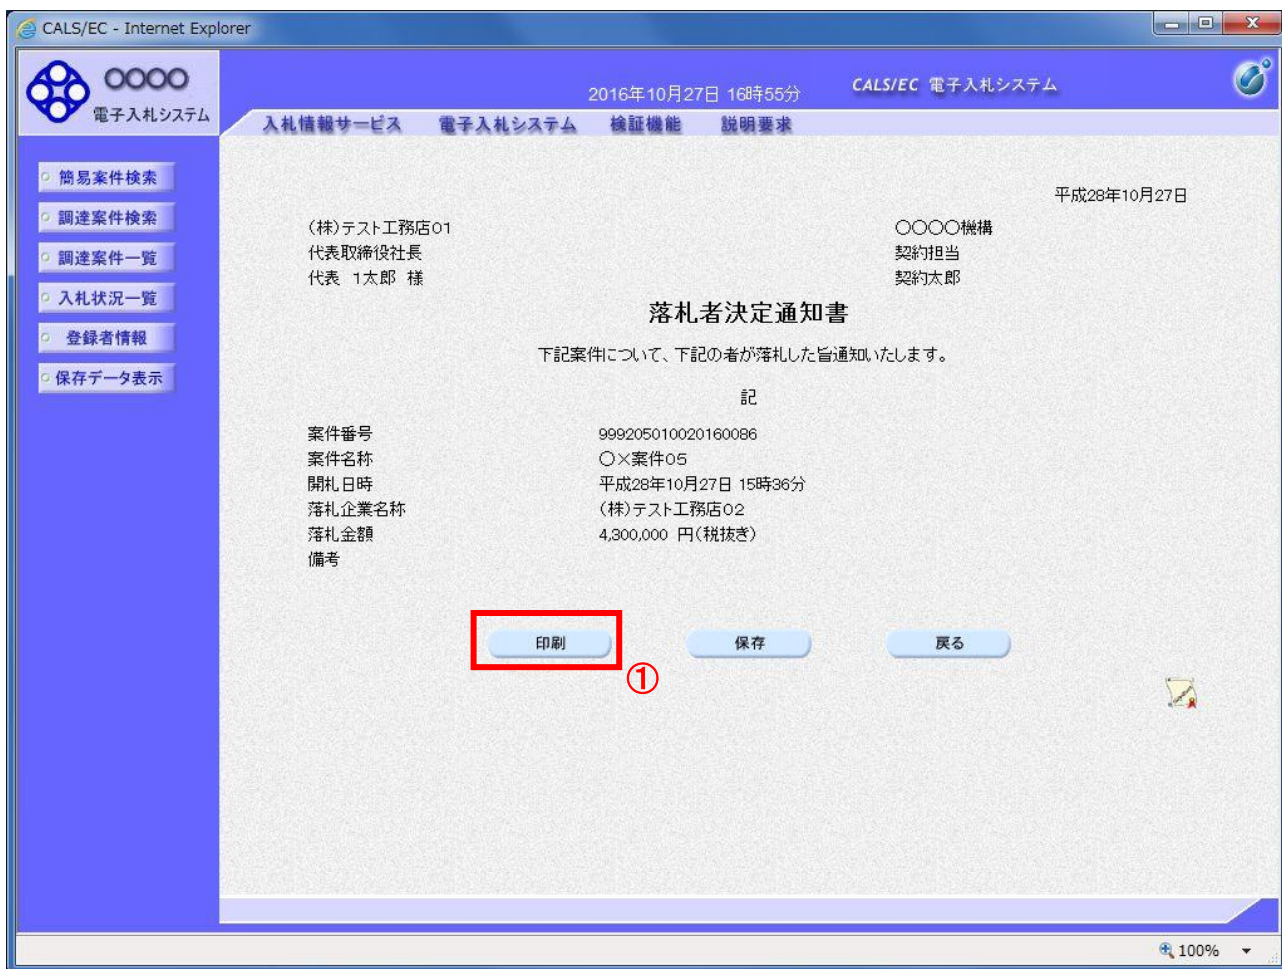 CALS/EC - Internet Explorer
〇〇〇〇
電子入札システム
2016年10月27日 16時55分
CALS/EC 電子入札システム
入札情報サービス 電子入札システム 検証機能 説明要求
簡易案件検索
調達案件検索
調達案件一覧
入札状況一覧
登録者情報
保存データ表示
平成28年10月27日
(株)テスト工務店01
代表取締役社長
代表 1太郎 様
〇〇〇〇機構
契約担当
契約太郎
落札者決定通知書
下記案件について、下記の者が落札した旨通知いたします。
記
案件番号 999205010020160086
案件名称 〇×案件05
開札日時 平成28年10月27日 15時36分
落札企業名称 (株)テスト工務店02
落札金額 4,300,000 円(税抜き)
備考
印刷 保存 戻る
①
100%